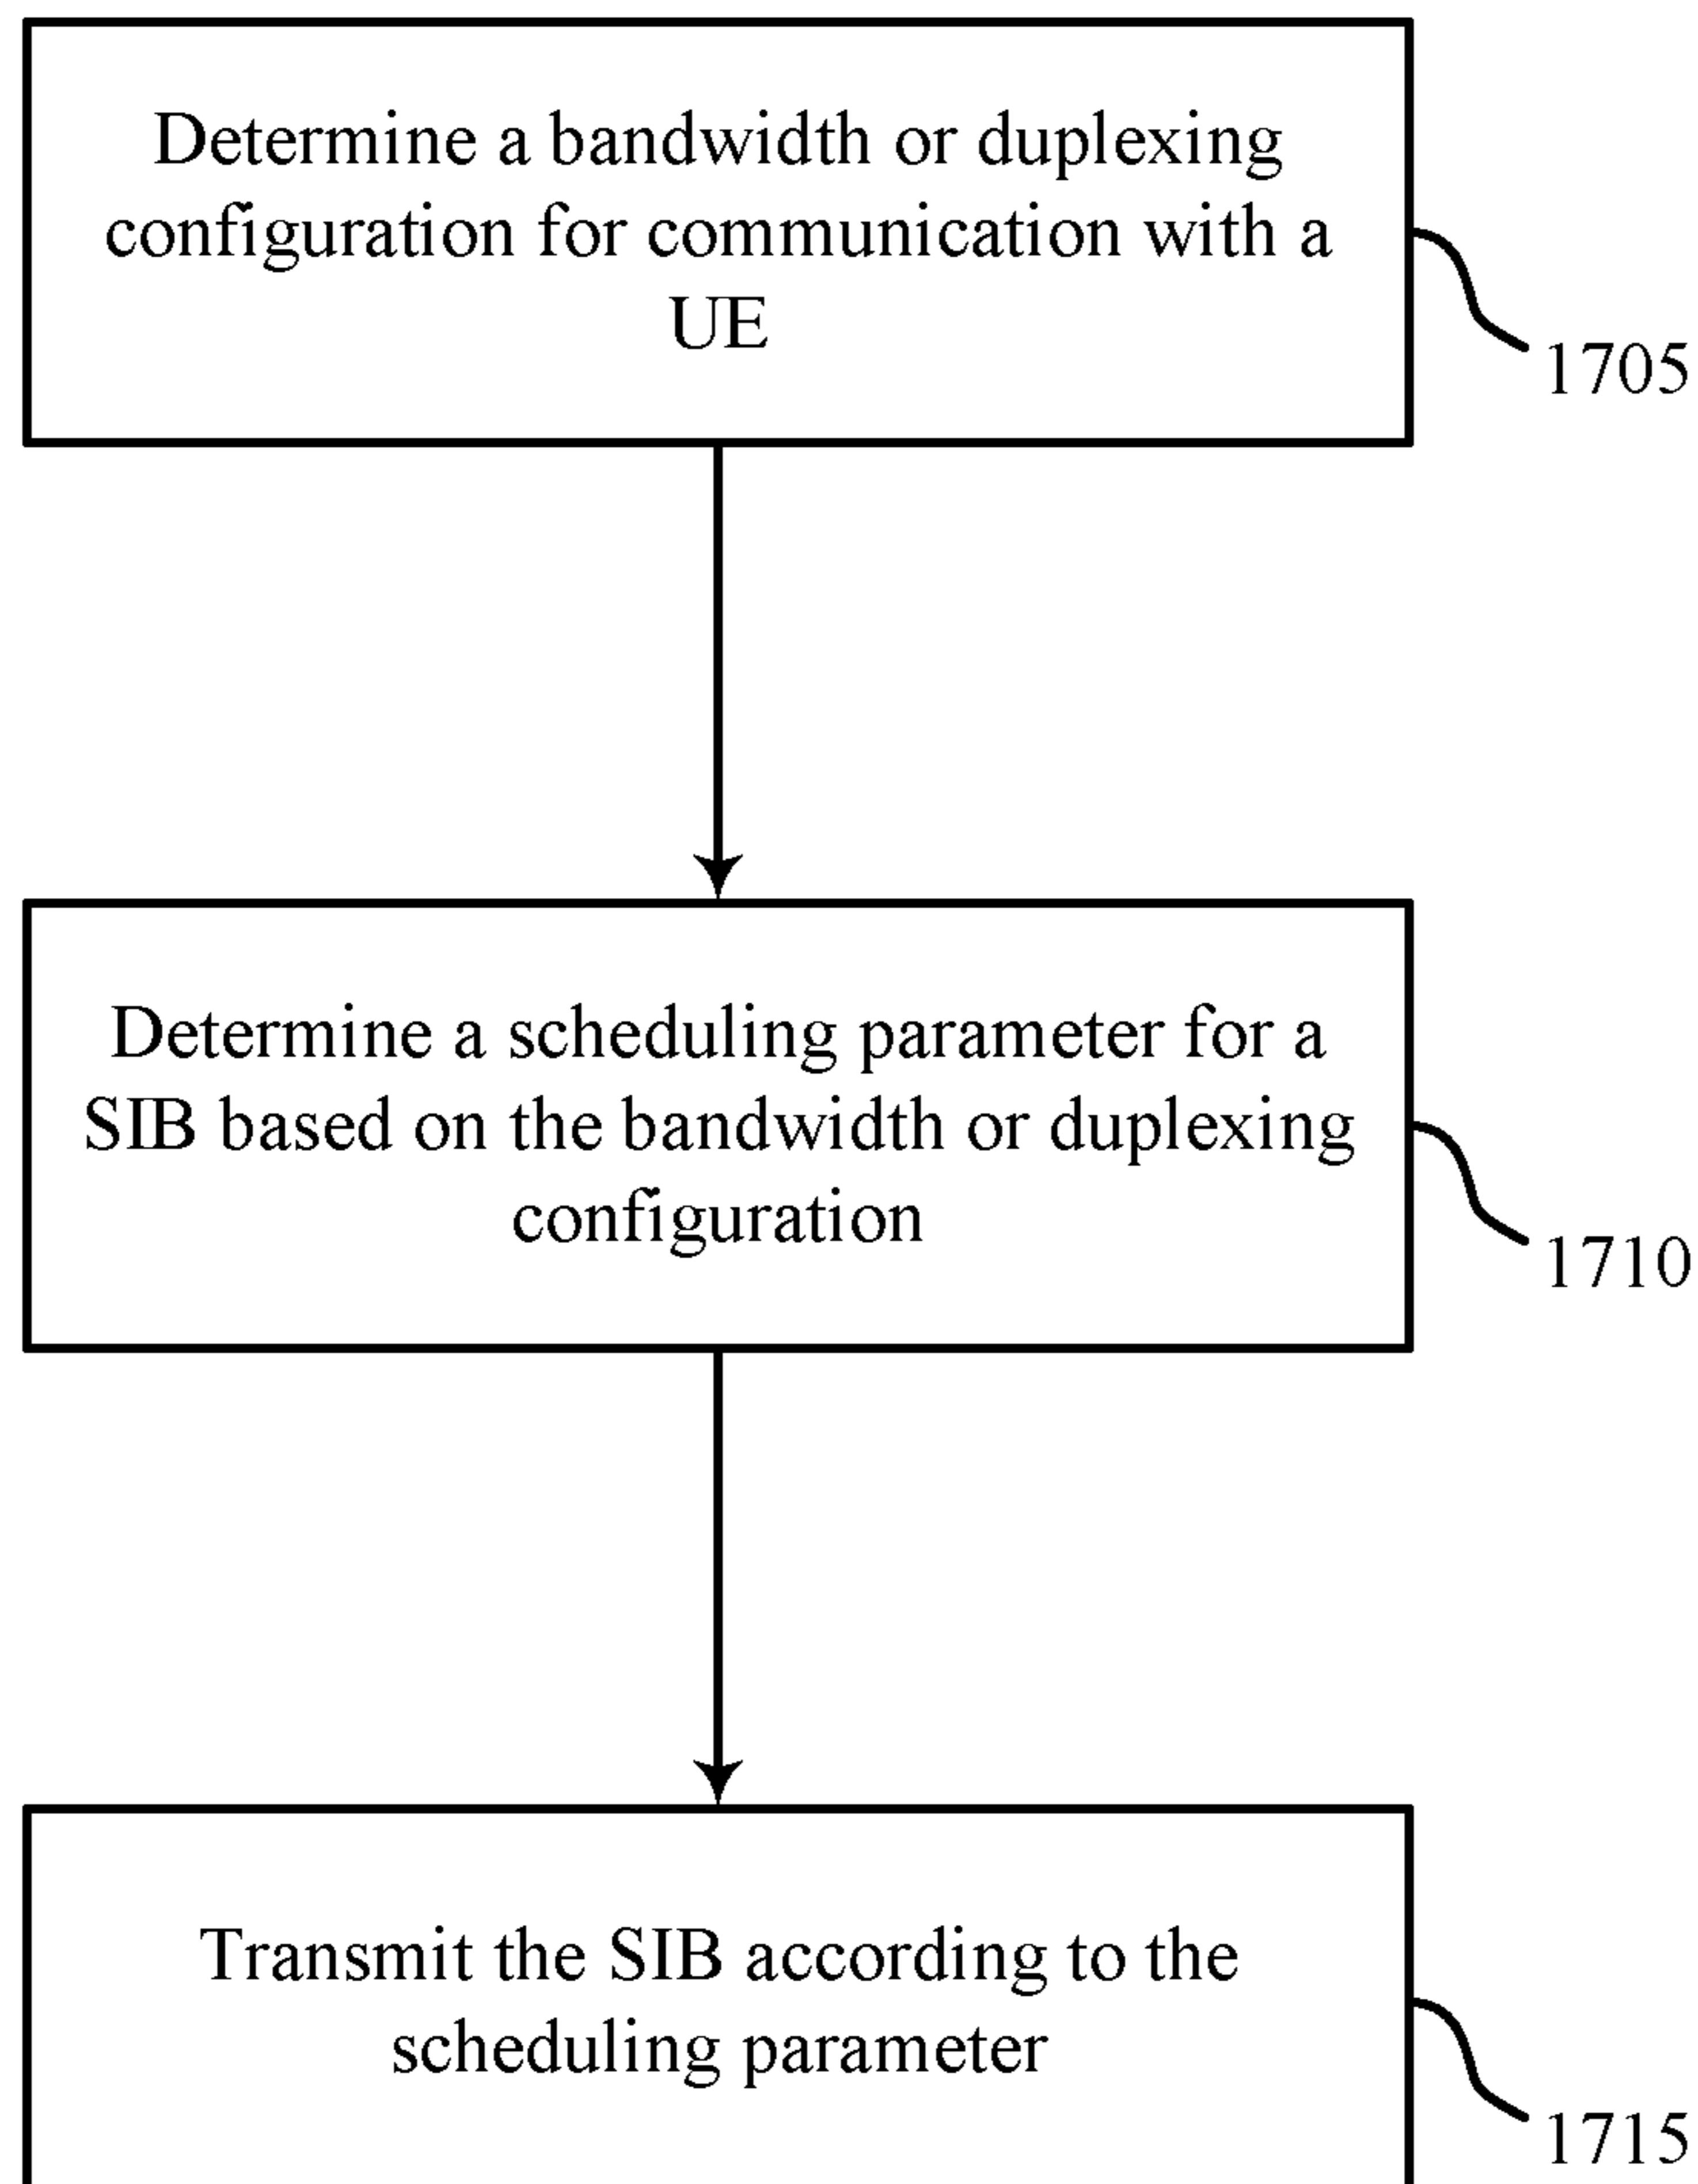 Determine a bandwidth or duplexing
configuration for communication with a
UE
1705
Determine a scheduling parameter for a
SIB based on the bandwidth or duplexing
configuration
1710
Transmit the SIB according to the
scheduling parameter
1715